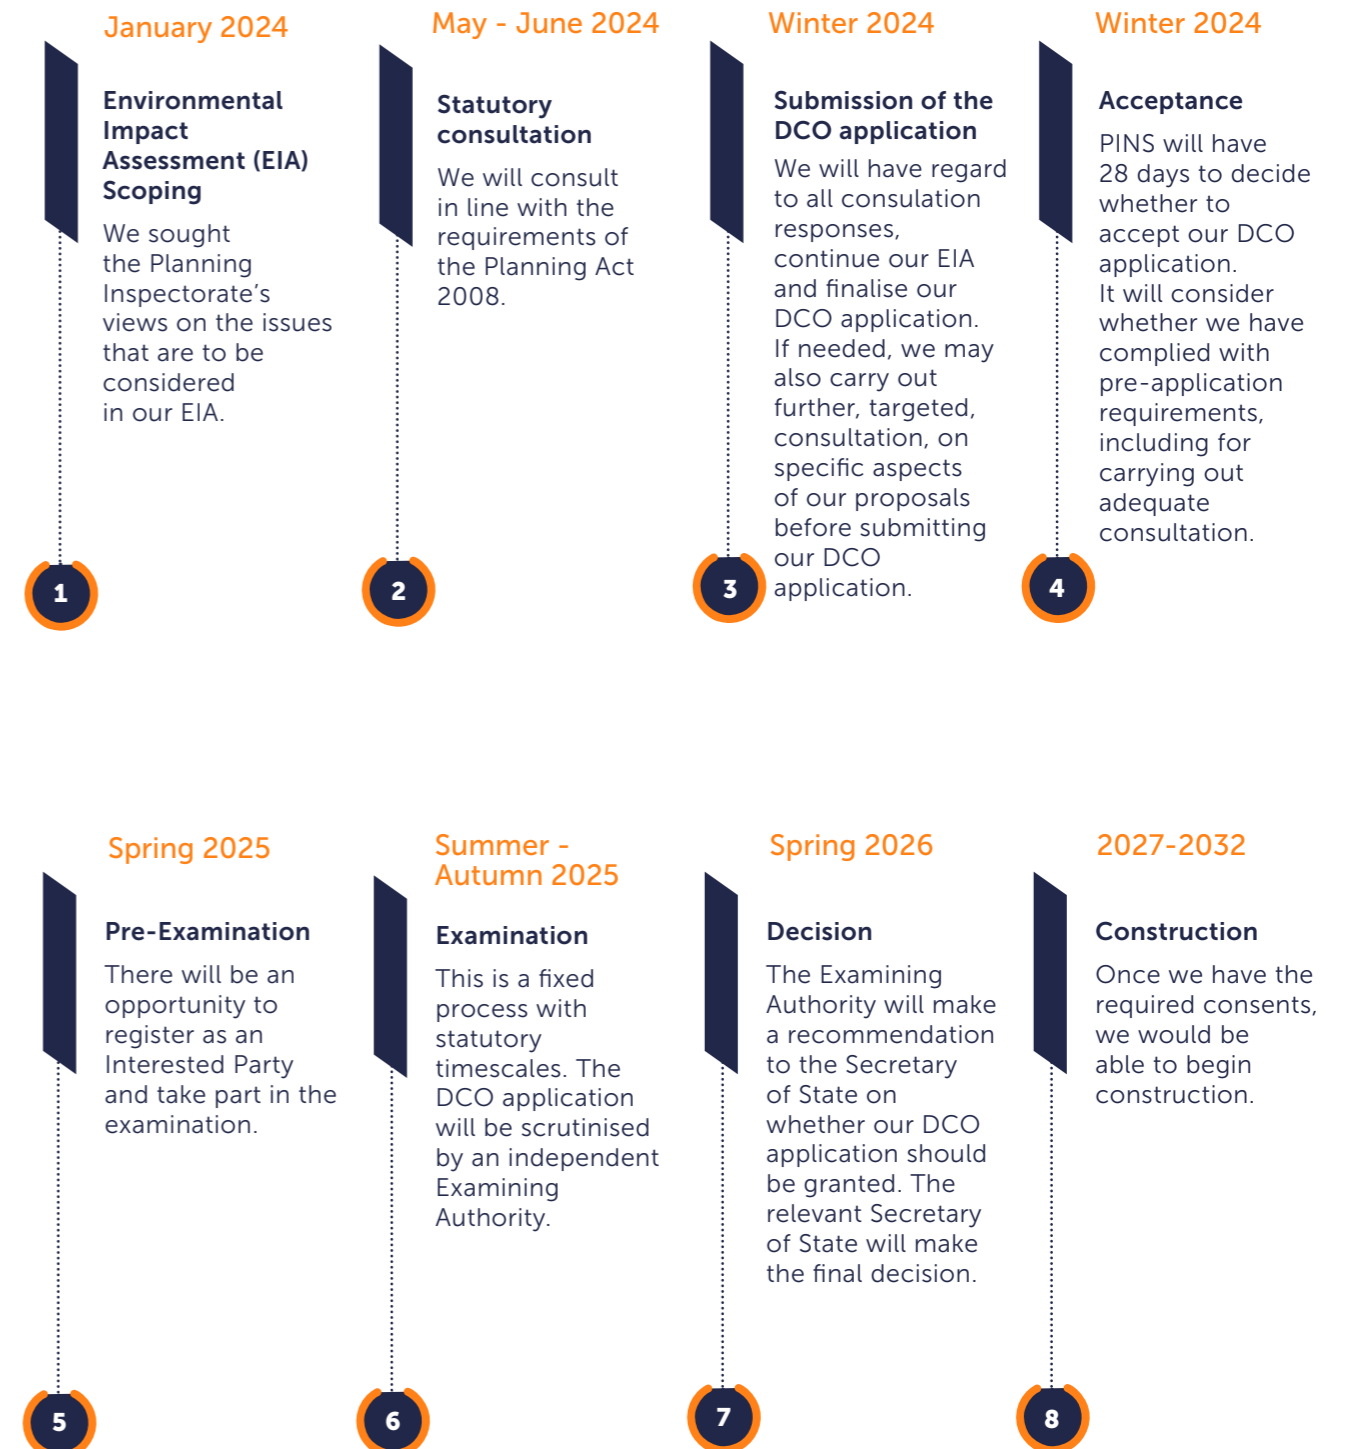 January 2024
Environmental
Impact
Assessment (EIA)
Scoping
We sought
the Planning
Inspectorate's
views on the issues
that are to be
considered
in our EIA.
1
May - June 2024
Statutory
consultation
We will consult
in line with the
requirements of
the Planning Act
2008.
2
Winter 2024
Submission of the
DCO application
We will have regard
to all consulation
responses,
continue our EIA
and finalise our
DCO application.
If needed, we may
also carry out
further, targeted,
consultation, on
specific aspects
of our proposals
before submitting
our DCO
application.
3
Winter 2024
Acceptance
PINS will have
28 days to decide
whether to
accept our DCO
application.
It will consider
whether we have
complied with
pre-application
requirements,
including for
carrying out
adequate
consultation.
4
Spring 2025
Pre-Examination
There will be an
opportunity to
register as an
Interested Party
and take part in the
examination.
5
Summer -
Autumn 2025
Examination
This is a fixed
process with
statutory
timescales. The
DCO application
will be scrutinised
by an independent
Examining
Authority.
6
Spring 2026
Decision
The Examining
Authority will make
a recommendation
to the Secretary
of State on
whether our DCO
application should
be granted. The
relevant Secretary
of State will make
the final decision.
7
2027-2032
Construction
Once we have the
required consents,
we would be
able to begin
construction.
8